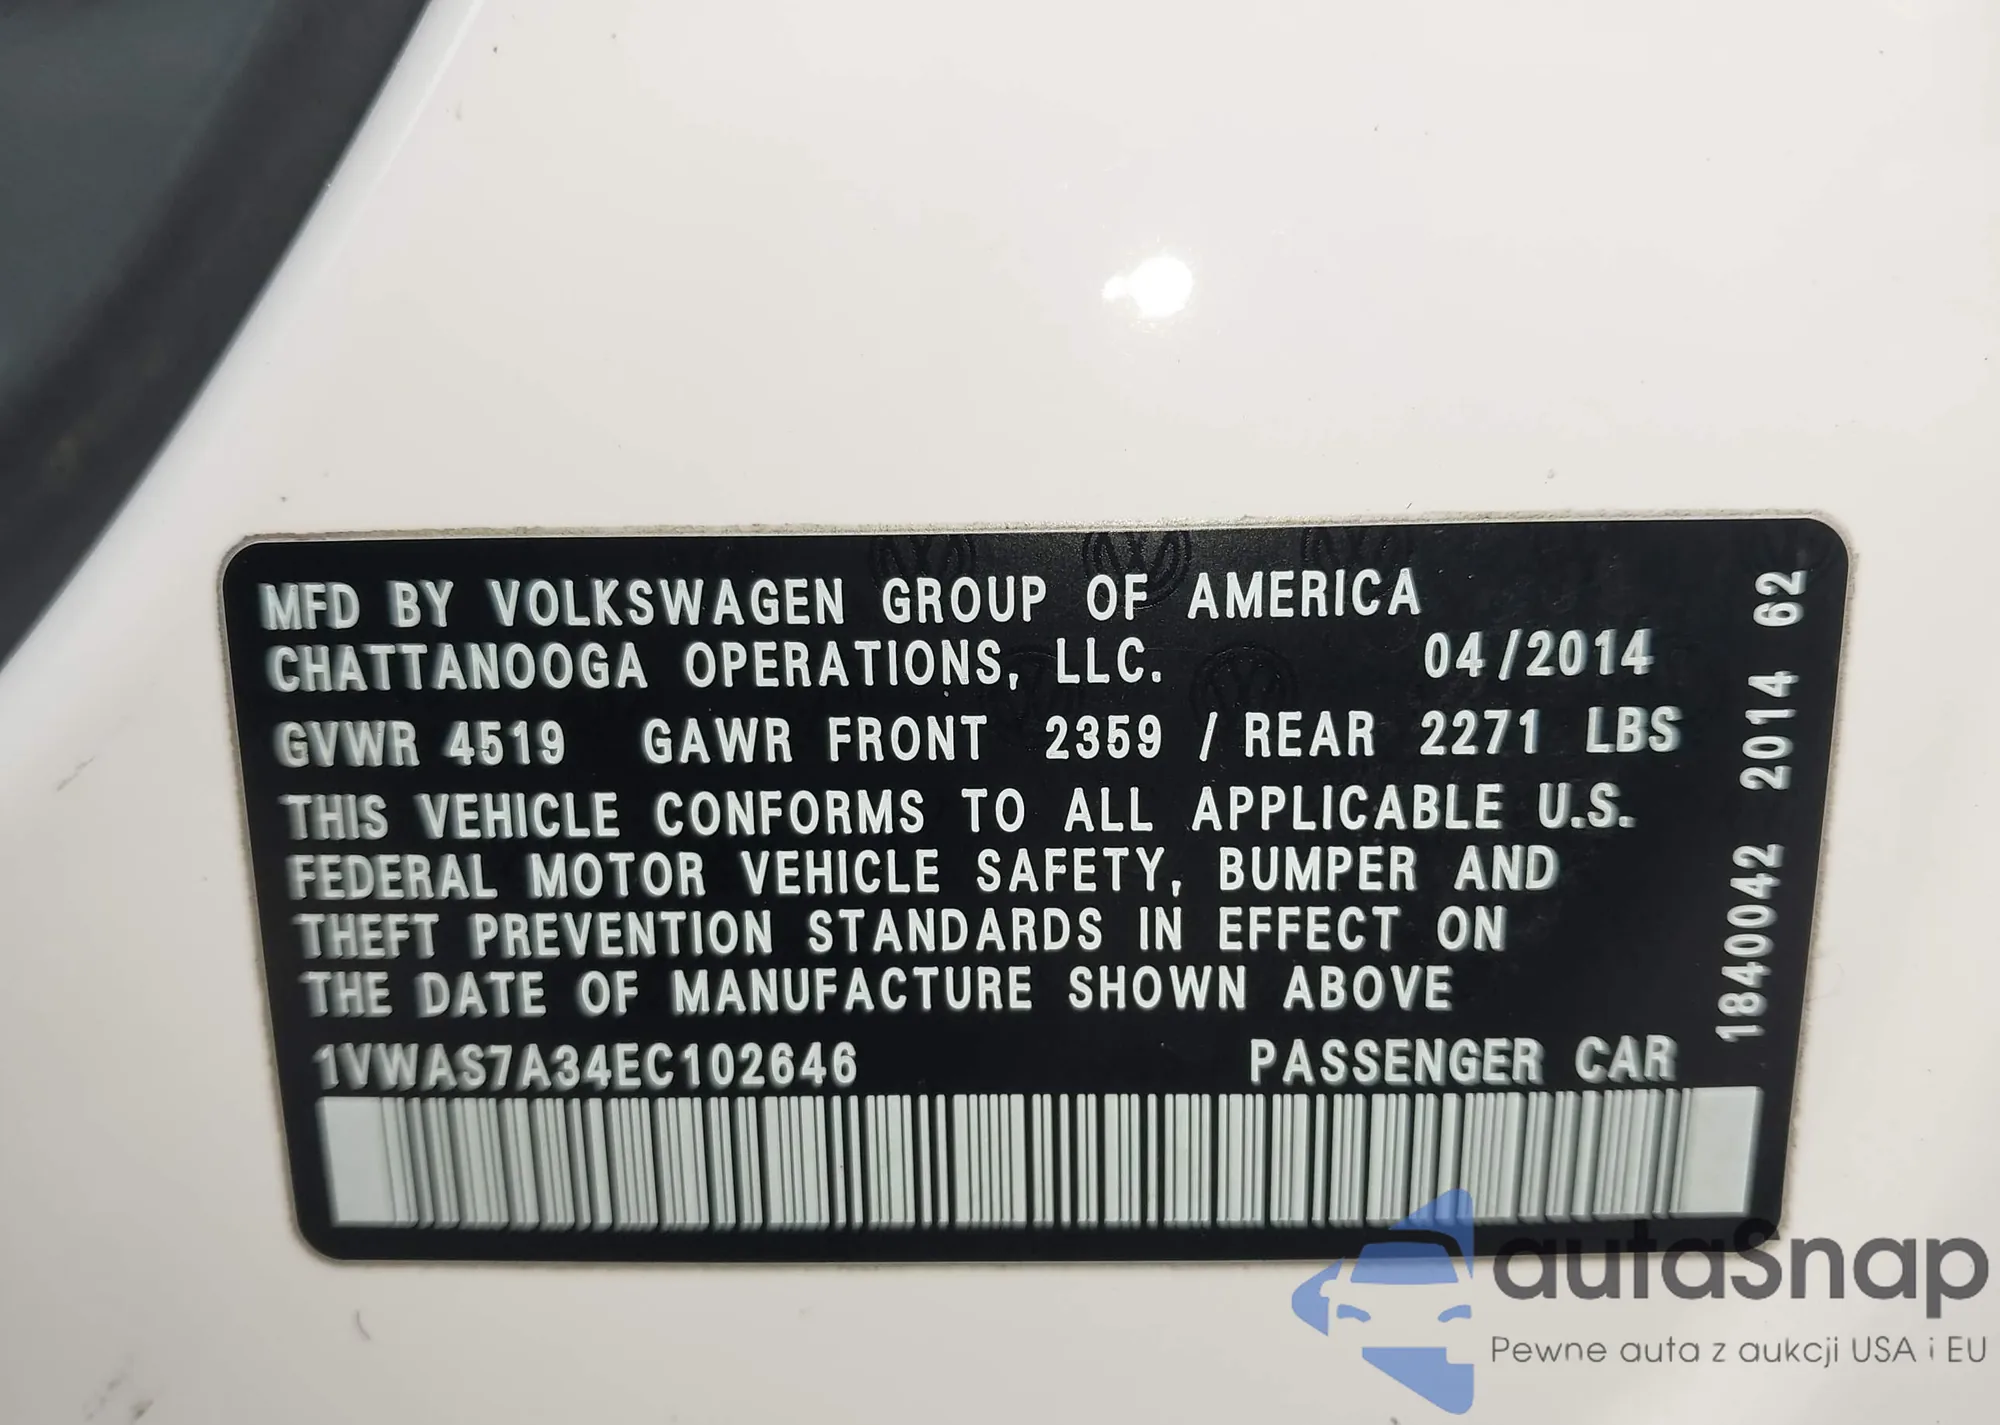 MFD BY VOLKSWAGEN GROUP OF AMERICA
CHATTANOOGA OPERATIONS, LLC. 04/2014
GVWR 4519 GAWR FRONT 2359 / REAR 2271 LBS
THIS VEHICLE CONFORMS TO ALL APPLICABLE U.S.
FEDERAL MOTOR VEHICLE SAFETY, BUMPER AND
THEFT PREVENTION STANDARDS IN EFFECT ON
THE DATE OF MANUFACTURE SHOWN ABOVE
1VWAS7A34EC102646 PASSENGER CAR
1840042 2014 62
autaSnap
Pewne auta z aukcji USA i EU